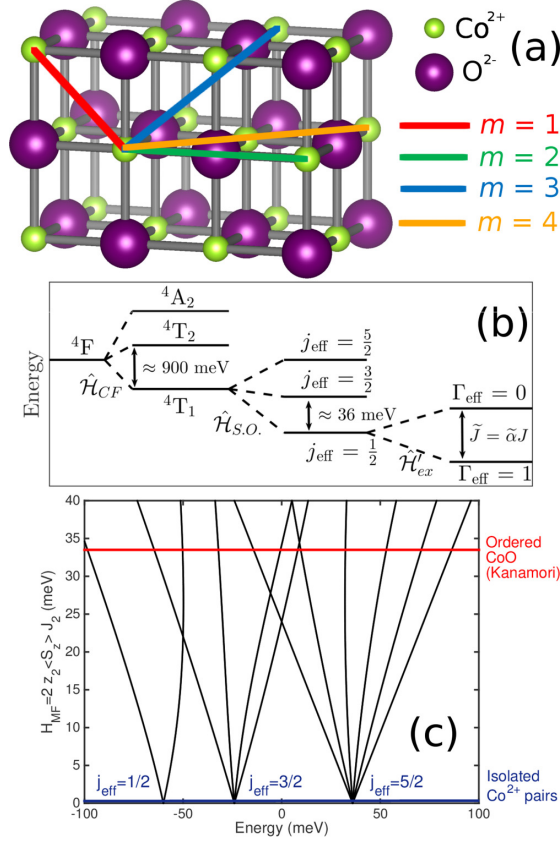 Co²⁺
(a)
O²⁻
m = 1
m = 2
m = 3
m = 4
(b)
Energy
⁴F
Ĥ_CF
⁴A₂
⁴T₂
≈ 900 meV
⁴T₁
Ĥ_S.O.
j_eff = 5/2
j_eff = 3/2
≈ 36 meV
j_eff = 1/2
Ĥ′_ex
Γ_eff = 0
J̃ = α̃J
Γ_eff = 1
H_MF=2 z₂<S_z> J₂ (meV)
40
35
30
25
20
15
10
5
0
Ordered
CoO
(Kanamori)
(c)
j_eff=1/2
j_eff=3/2
j_eff=5/2
Isolated
Co²⁺ pairs
-100
-50
0
50
100
Energy (meV)